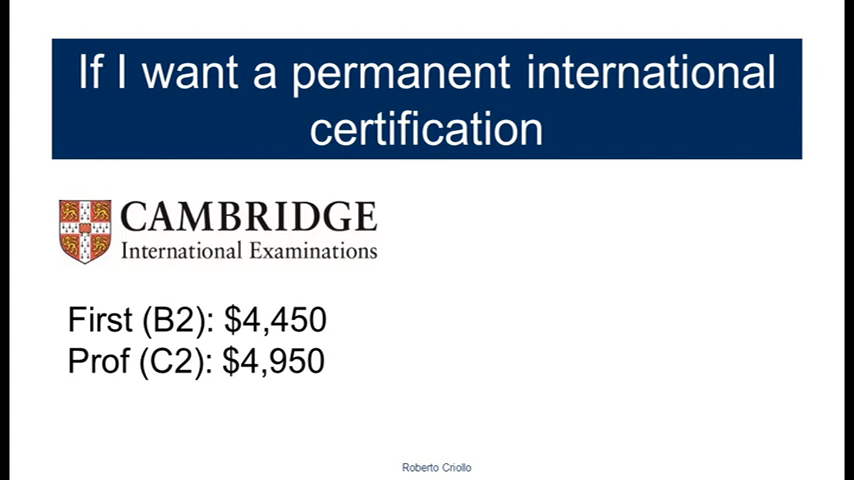 If I want a permanent international
certification
CAMBRIDGE
International Examinations
First (B2): $4,450
Prof (C2): $4,950
Roberto Criollo